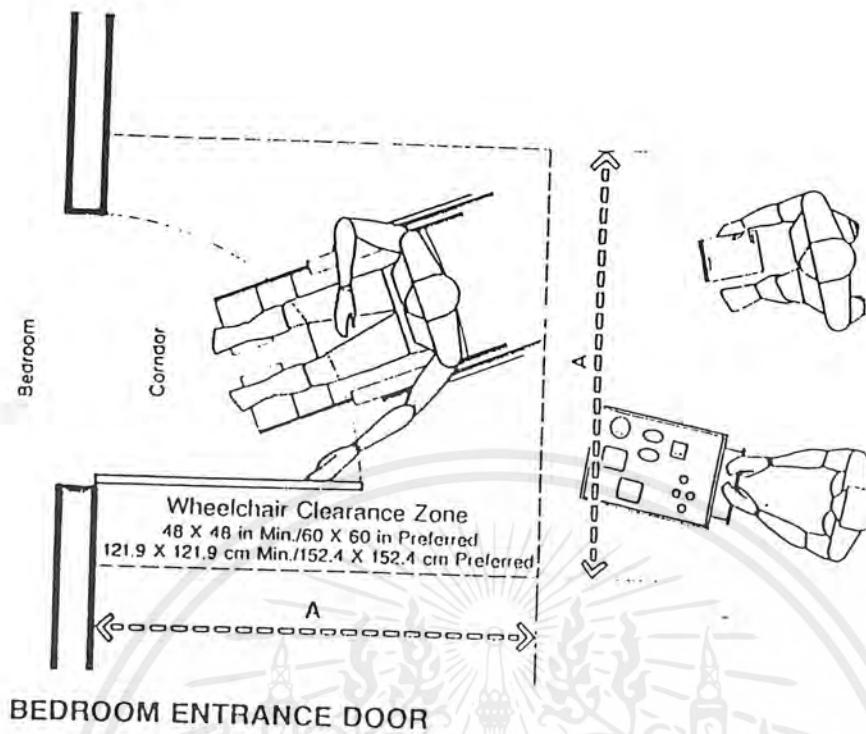 Bedroom
Corridor
A
Wheelchair Clearance Zone
48 X 48 in Min./60 X 60 in Preferred
121.9 X 121.9 cm Min./152.4 X 152.4 cm Preferred
A
BEDROOM ENTRANCE DOOR